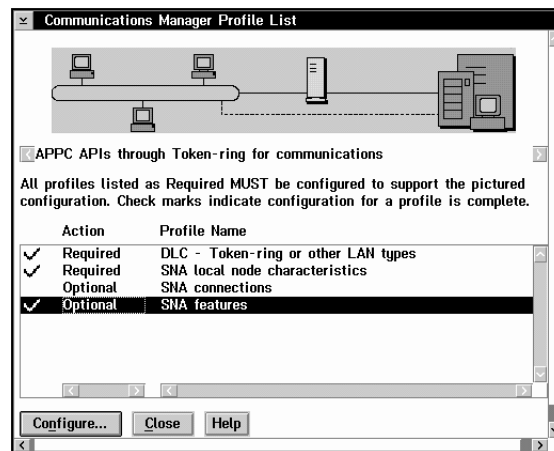 Communications Manager Profile List
APPC APIs through Token-ring for communications
All profiles listed as Required MUST be configured to support the pictured
configuration. Check marks indicate configuration for a profile is complete.
Action Profile Name
Required DLC - Token-ring or other LAN types
Required SNA local node characteristics
Optional SNA connections
Optional SNA features
Configure... Close Help